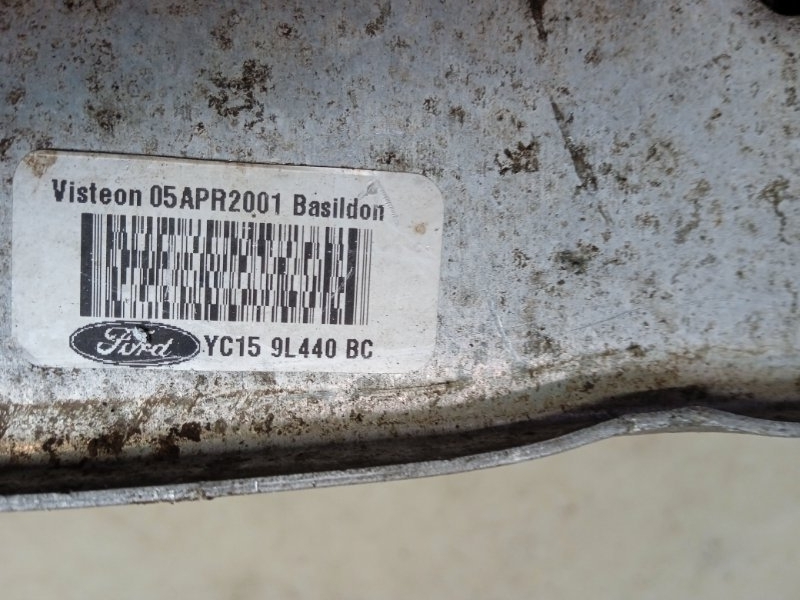 Visteon 05APR2001 Basildon
Ford YC15 9L440 BC